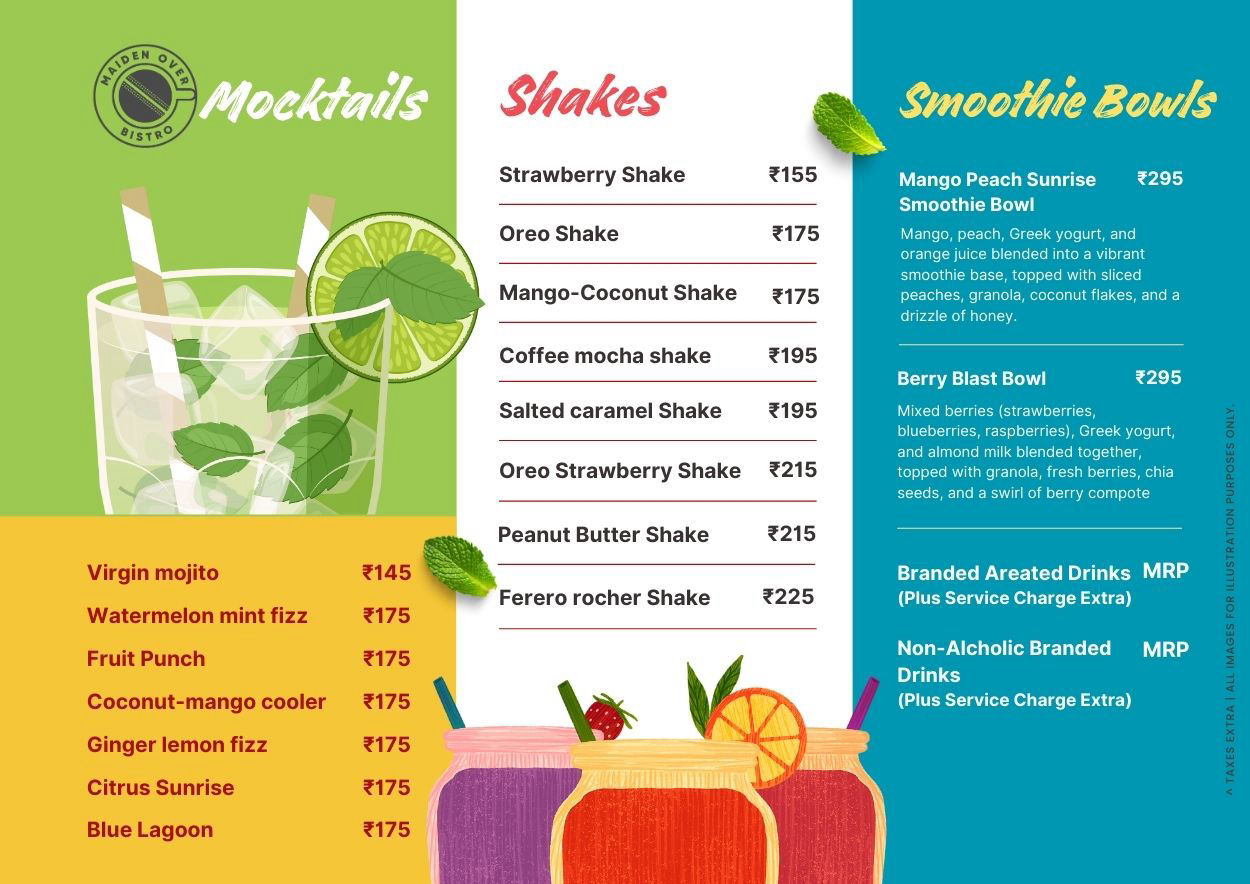 MAIDEN OVER
BISTRO
Mocktails
Virgin mojito ₹145
Watermelon mint fizz ₹175
Fruit Punch ₹175
Coconut-mango cooler ₹175
Ginger lemon fizz ₹175
Citrus Sunrise ₹175
Blue Lagoon ₹175
Shakes
Strawberry Shake ₹155
Oreo Shake ₹175
Mango-Coconut Shake ₹175
Coffee mocha shake ₹195
Salted caramel Shake ₹195
Oreo Strawberry Shake ₹215
Peanut Butter Shake ₹215
Ferero rocher Shake ₹225
Smoothie Bowls
Mango Peach Sunrise ₹295
Smoothie Bowl
Mango, peach, Greek yogurt, and
orange juice blended into a vibrant
smoothie base, topped with sliced
peaches, granola, coconut flakes, and a
drizzle of honey.
Berry Blast Bowl ₹295
Mixed berries (strawberries,
blueberries, raspberries), Greek yogurt,
and almond milk blended together,
topped with granola, fresh berries, chia
seeds, and a swirl of berry compote
Branded Areated Drinks MRP
(Plus Service Charge Extra)
Non-Alcholic Branded MRP
Drinks
(Plus Service Charge Extra)
^ TAXES EXTRA | ALL IMAGES FOR ILLUSTRATION PURPOSES ONLY.